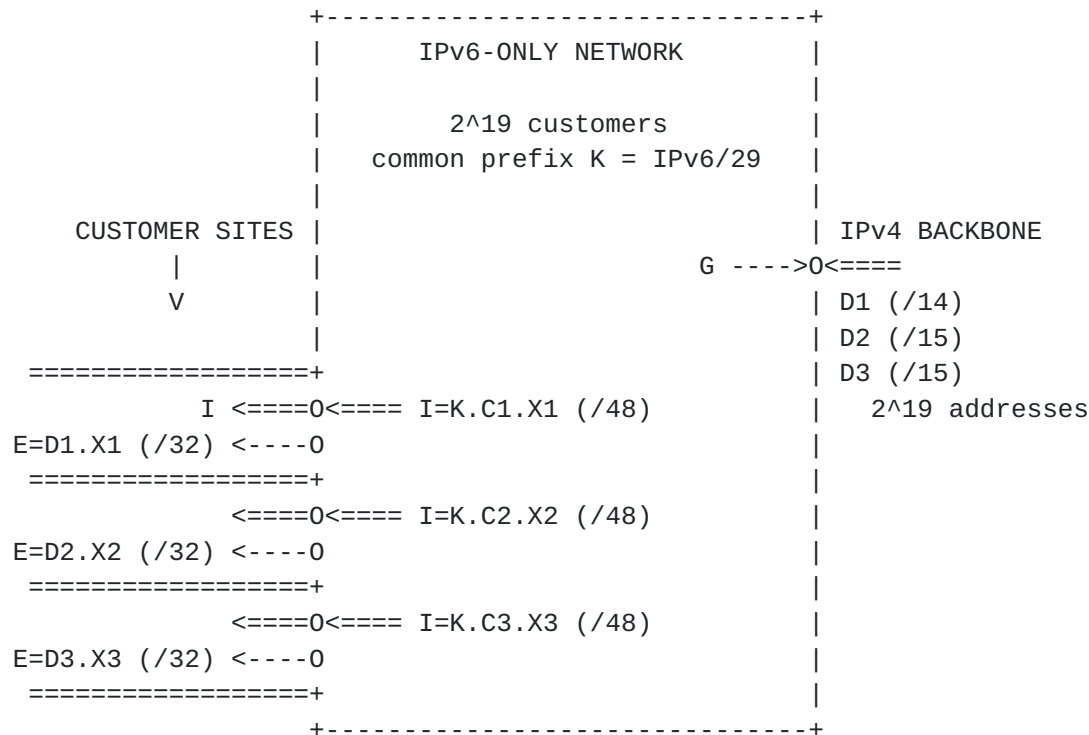 +-------------------------------+
|      IPv6-ONLY NETWORK        |
|                               |
|        2^19 customers         |
|   common prefix K = IPv6/29   |
|                               |
CUSTOMER SITES |                               | IPv4 BACKBONE
|        |                        G ---->O<====
V        |                               | D1 (/14)
|                               | D2 (/15)
==================+                               | D3 (/15)
I <====O<==== I=K.C1.X1 (/48)          |   2^19 addresses
E=D1.X1 (/32) <----O                               |
==================+                               |
<====O<==== I=K.C2.X2 (/48)          |
E=D2.X2 (/32) <----O                               |
==================+                               |
<====O<==== I=K.C3.X3 (/48)          |
E=D3.X3 (/32) <----O                               |
==================+                               |
+-------------------------------+